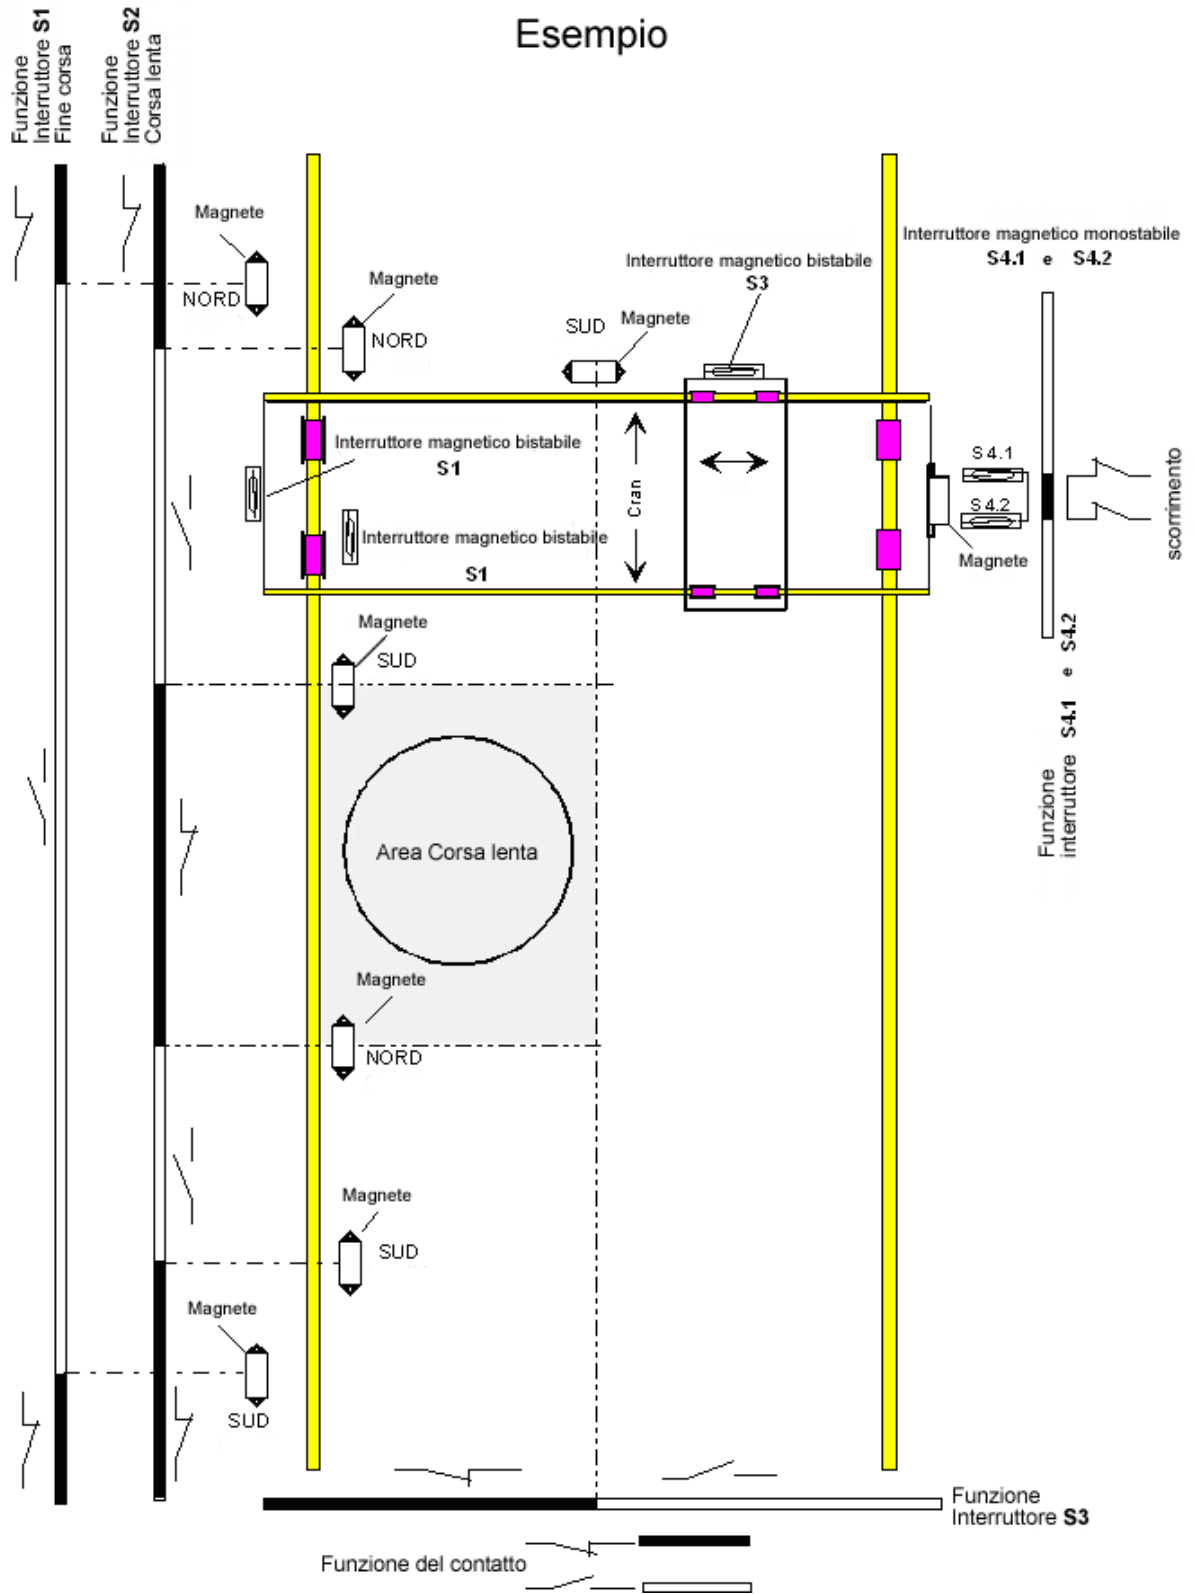 Esempio
Funzione
Interruttore S1
Fine corsa
Funzione
Interruttore S2
Corsa lenta
Magnete
NORD
Magnete
NORD
SUD
Magnete
Interruttore magnetico bistabile
S3
Interruttore magnetico monostabile
S4.1 e S4.2
Interruttore magnetico bistabile
S1
Interruttore magnetico bistabile
S1
Cran
S4.1
S4.2
Magnete
scorrimento
Funzione
interruttore S4.1 e S4.2
Magnete
SUD
Area Corsa lenta
Magnete
NORD
Magnete
SUD
Magnete
SUD
Funzione
Interruttore S3
Funzione del contatto